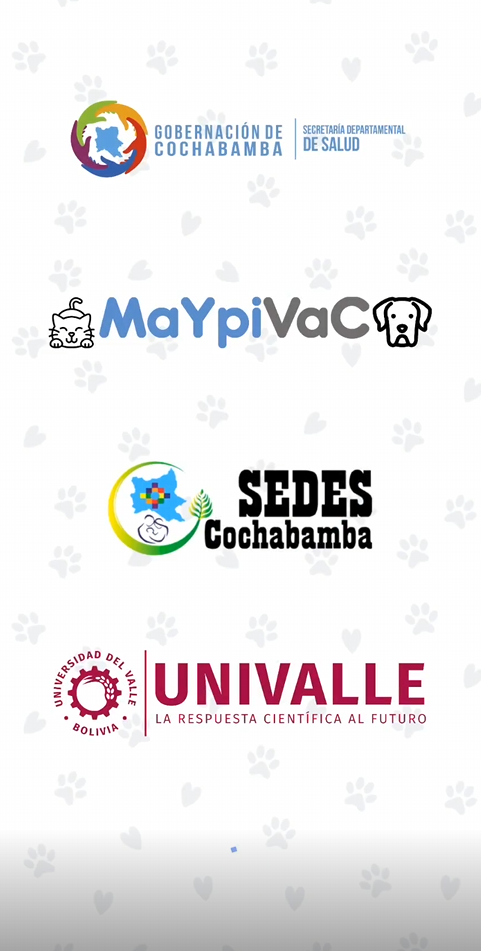 GOBERNACIÓN DE
COCHABAMBA
SECRETARÍA DEPARTAMENTAL
DE SALUD
MaYpiVaC
SEDES
Cochabamba
UNIVERSIDAD DEL VALLE
• BOLIVIA •
UNIVALLE
LA RESPUESTA CIENTÍFICA AL FUTURO